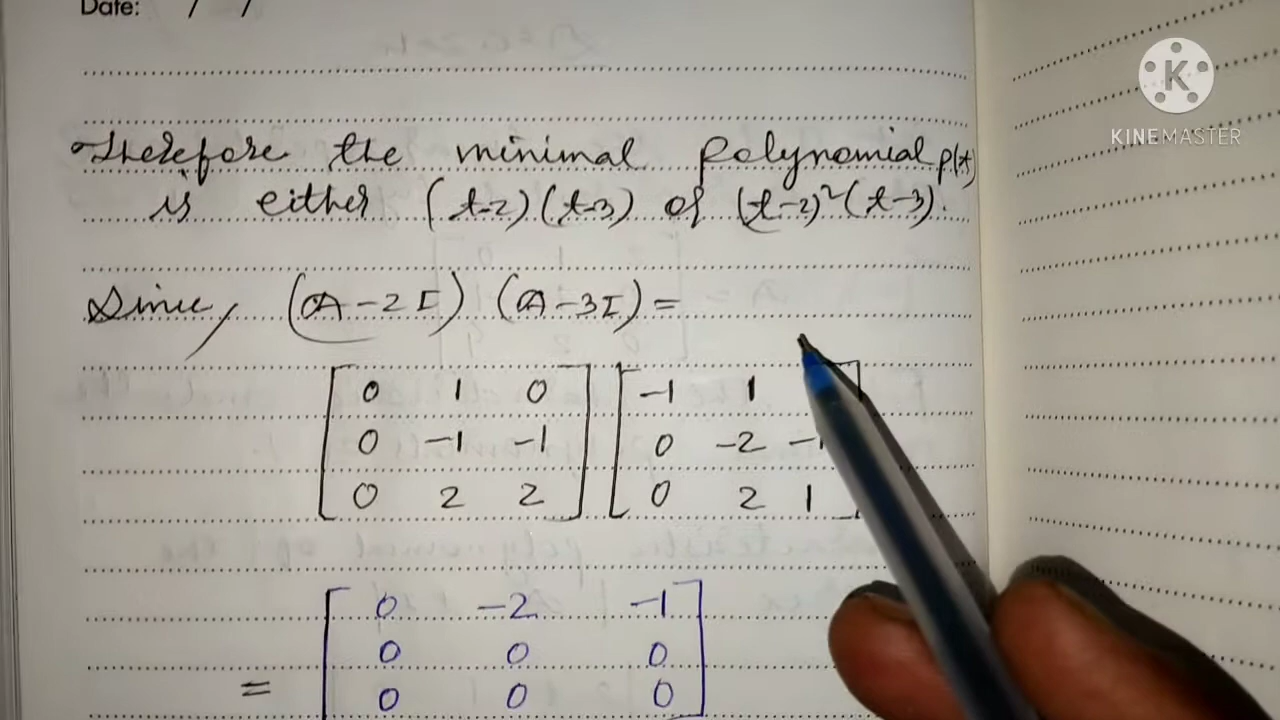 Date: / /
KINEMASTER
Therefore the minimal polynomial p(t)
is either (t-2)(t-3) or (t-2)²(t-3).
Since, (A-2I) (A-3I) =
[0 1 0] [-1 1
[0 -1 -1] [0 -2 -1
[0 2 2] [0 2 1
[0 -2 -1]
[0 0 0]
= [0 0 0]